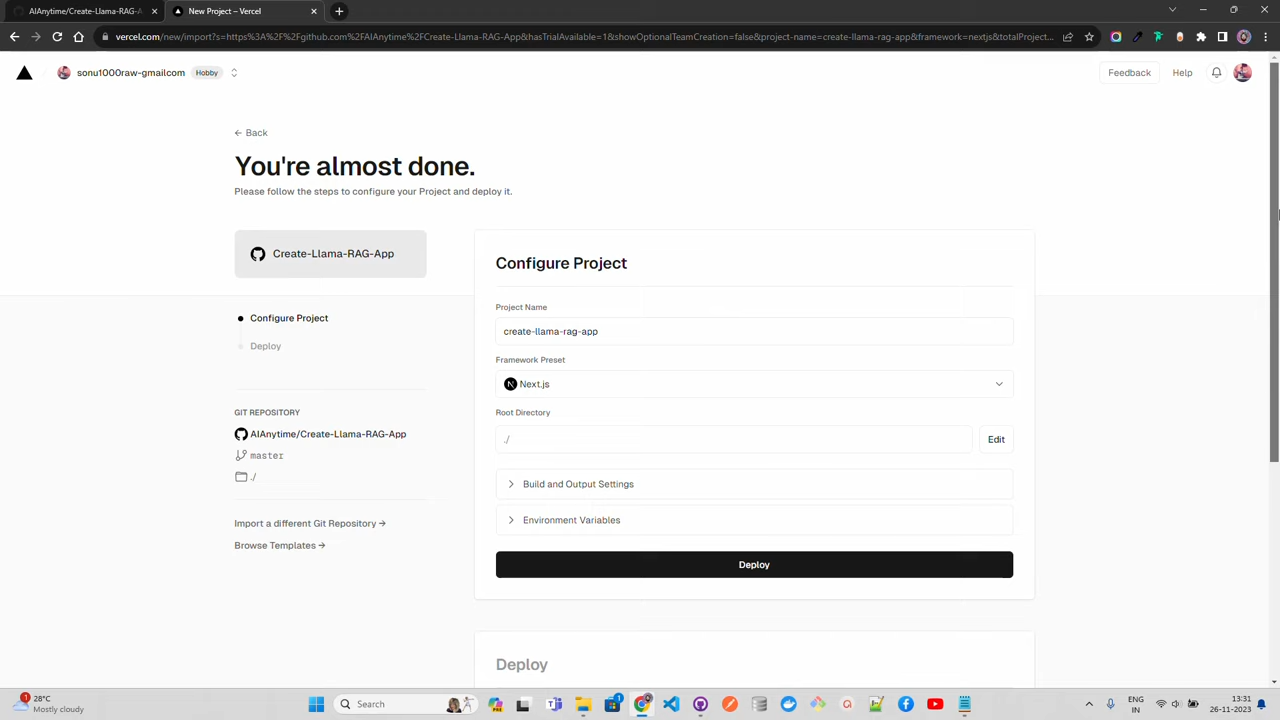 AIAnytime/Create-Llama-RAG-A
New Project – Vercel
vercel.com/new/import?s=https%3A%2F%2Fgithub.com%2FAIAnytime%2FCreate-Llama-RAG-App&hasTrialAvailable=1&showOptionalTeamCreation=false&project-name=create-llama-rag-app&framework=nextjs&totalProject...
sonu1000raw-gmailcom
Hobby
Feedback
Help
← Back
You're almost done.
Please follow the steps to configure your Project and deploy it.
Create-Llama-RAG-App
Configure Project
Deploy
GIT REPOSITORY
AIAnytime/Create-Llama-RAG-App
master
./
Import a different Git Repository →
Browse Templates →
Configure Project
Project Name
create-llama-rag-app
Framework Preset
N Next.js
Root Directory
./
Edit
Build and Output Settings
Environment Variables
Deploy
Deploy
1
28°C
Mostly cloudy
Search
1
ENG
IN
13:31
26-11-2023